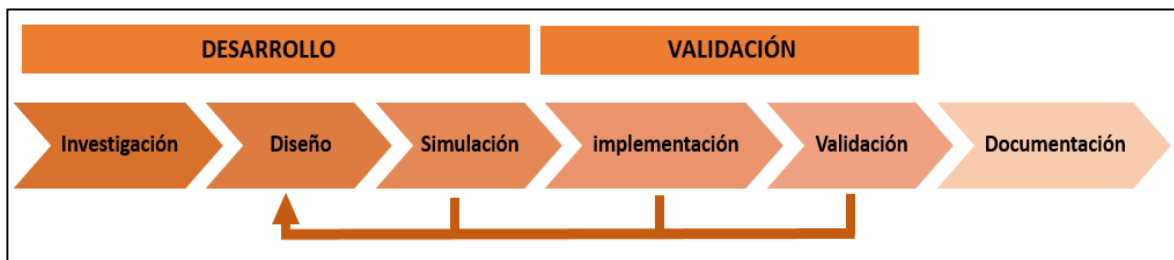 DESARROLLO
VALIDACIÓN
Investigación
Diseño
Simulación
implementación
Validación
Documentación